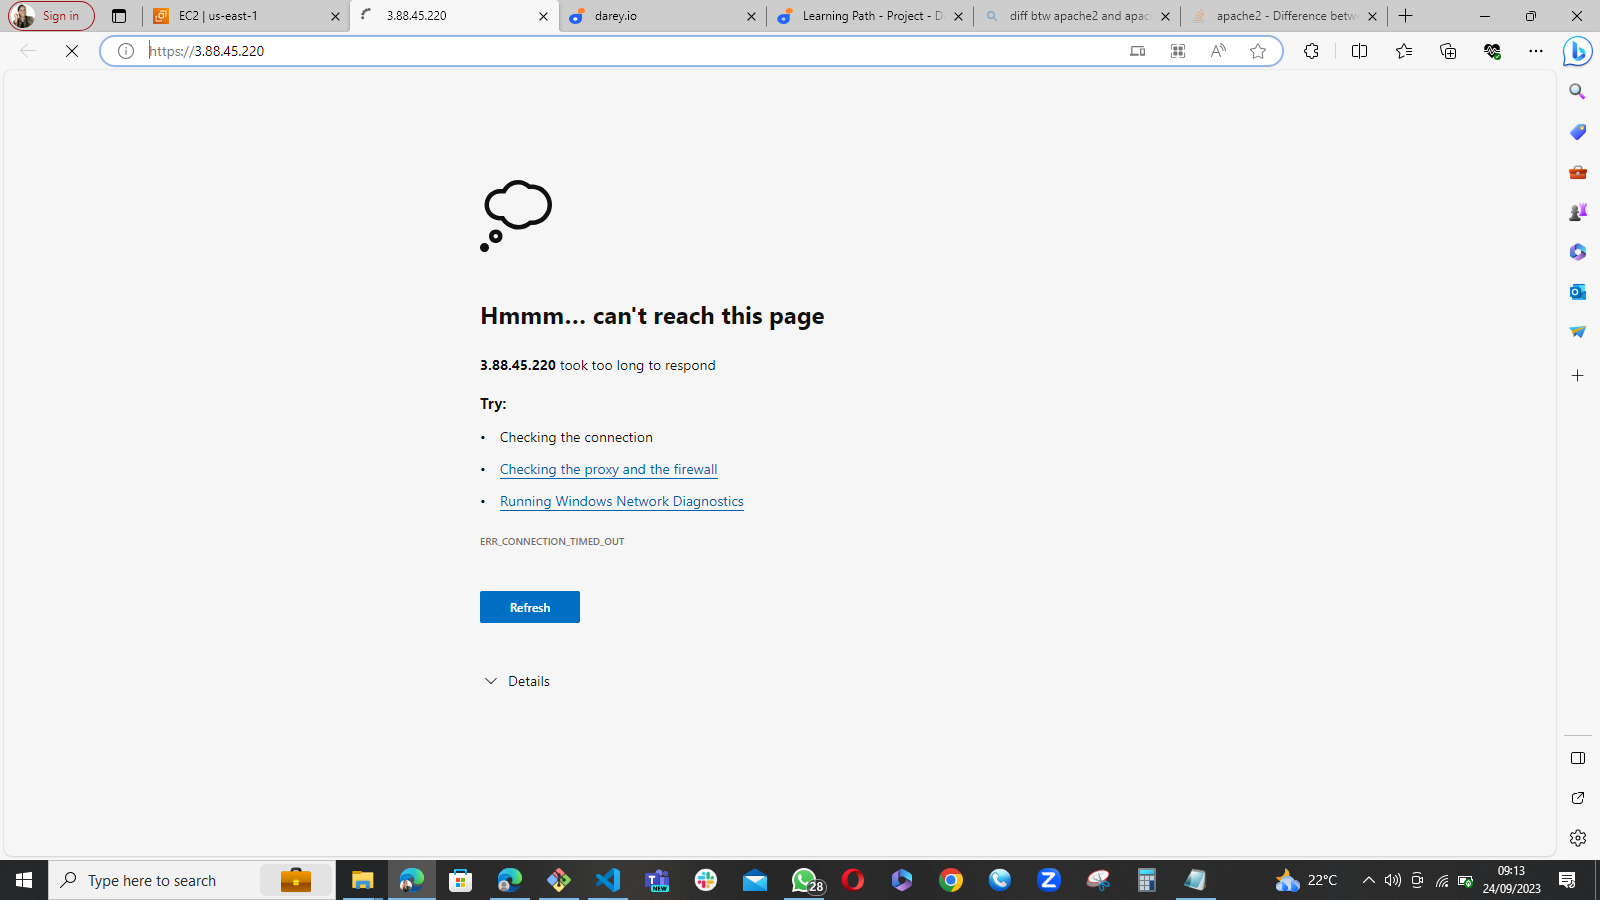 Sign in
EC2 | us-east-1
3.88.45.220
darey.io
Learning Path - Project - D
diff btw apache2 and apac
apache2 - Difference betw
https://3.88.45.220
Hmmm... can't reach this page
3.88.45.220 took too long to respond
Try:
• Checking the connection
• Checking the proxy and the firewall
• Running Windows Network Diagnostics
ERR_CONNECTION_TIMED_OUT
Refresh
Details
Type here to search
NEW
28
22°C
09:13
24/09/2023